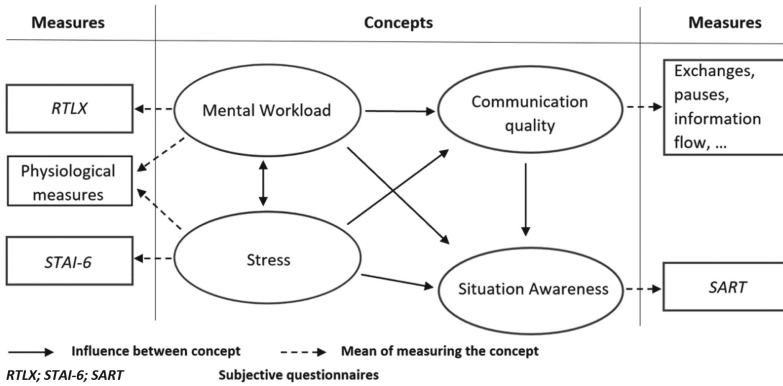 Measures
Concepts
Measures
RTLX
Mental Workload
Communication
quality
Exchanges,
pauses,
information
flow, ...
Physiological
measures
STAI-6
Stress
Situation Awareness
SART
Influence between concept
Mean of measuring the concept
RTLX; STAI-6; SART
Subjective questionnaires